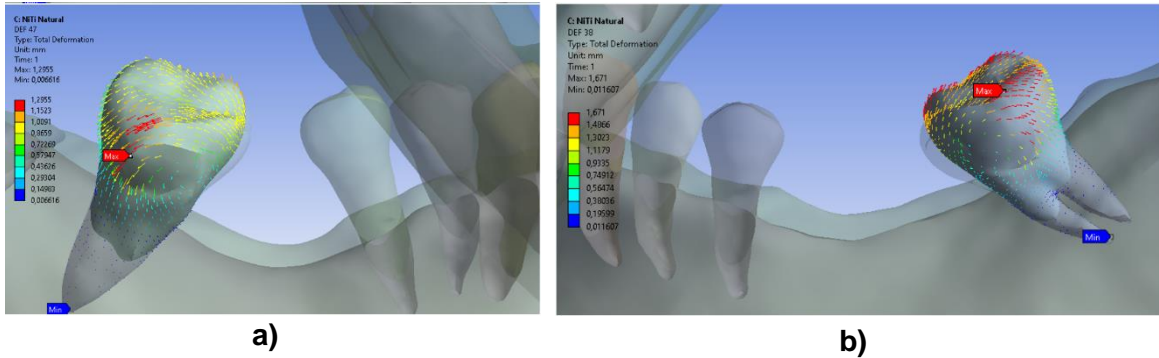 C: NiTi Natural
DEF 47
Type: Total Deformation
Unit: mm
Time: 1
Max: 1,2955
Min: 0,006616
1,2955
1,1523
1,0091
0,8659
0,72269
0,57947
0,43626
0,29304
0,14983
0,006616
Max
Min
a)
C: NiTi Natural
DEF 38
Type: Total Deformation
Unit: mm
Time: 1
Max: 1,671
Min: 0,011607
1,671
1,4866
1,3023
1,1179
0,9335
0,74912
0,56474
0,38036
0,19599
0,011607
Max
Min
b)